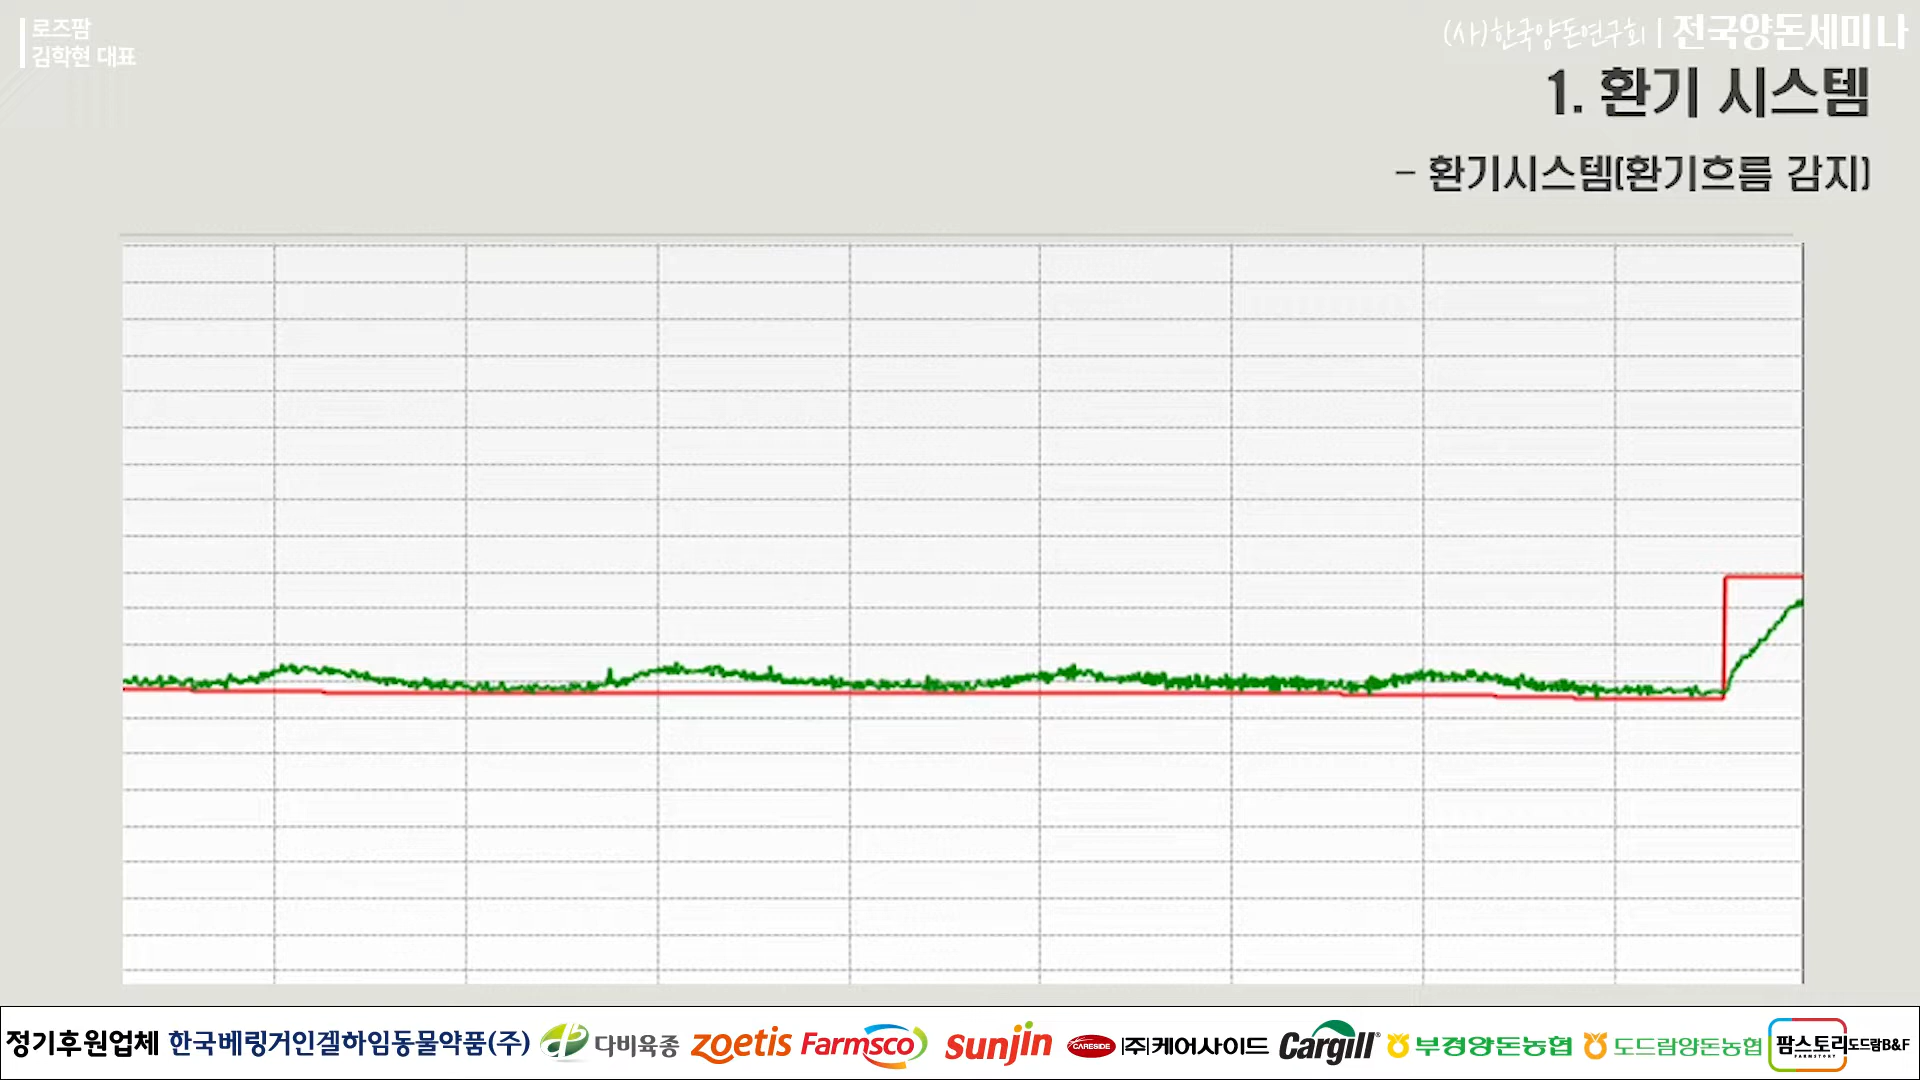 로즈팜
김학현 대표
(사)한국양돈연구회 | 전국양돈세미나
1. 환기 시스템
- 환기시스템(환기흐름 감지)
정기후원업체 한국베링거인겔하임동물약품(주) 다비육종 zoetis Farmsco sunjin CARESIDE (주)케어사이드 Cargill® 부경양돈농협 도드람양돈농협 팜스토리 FARMSTORY 도드람B&F